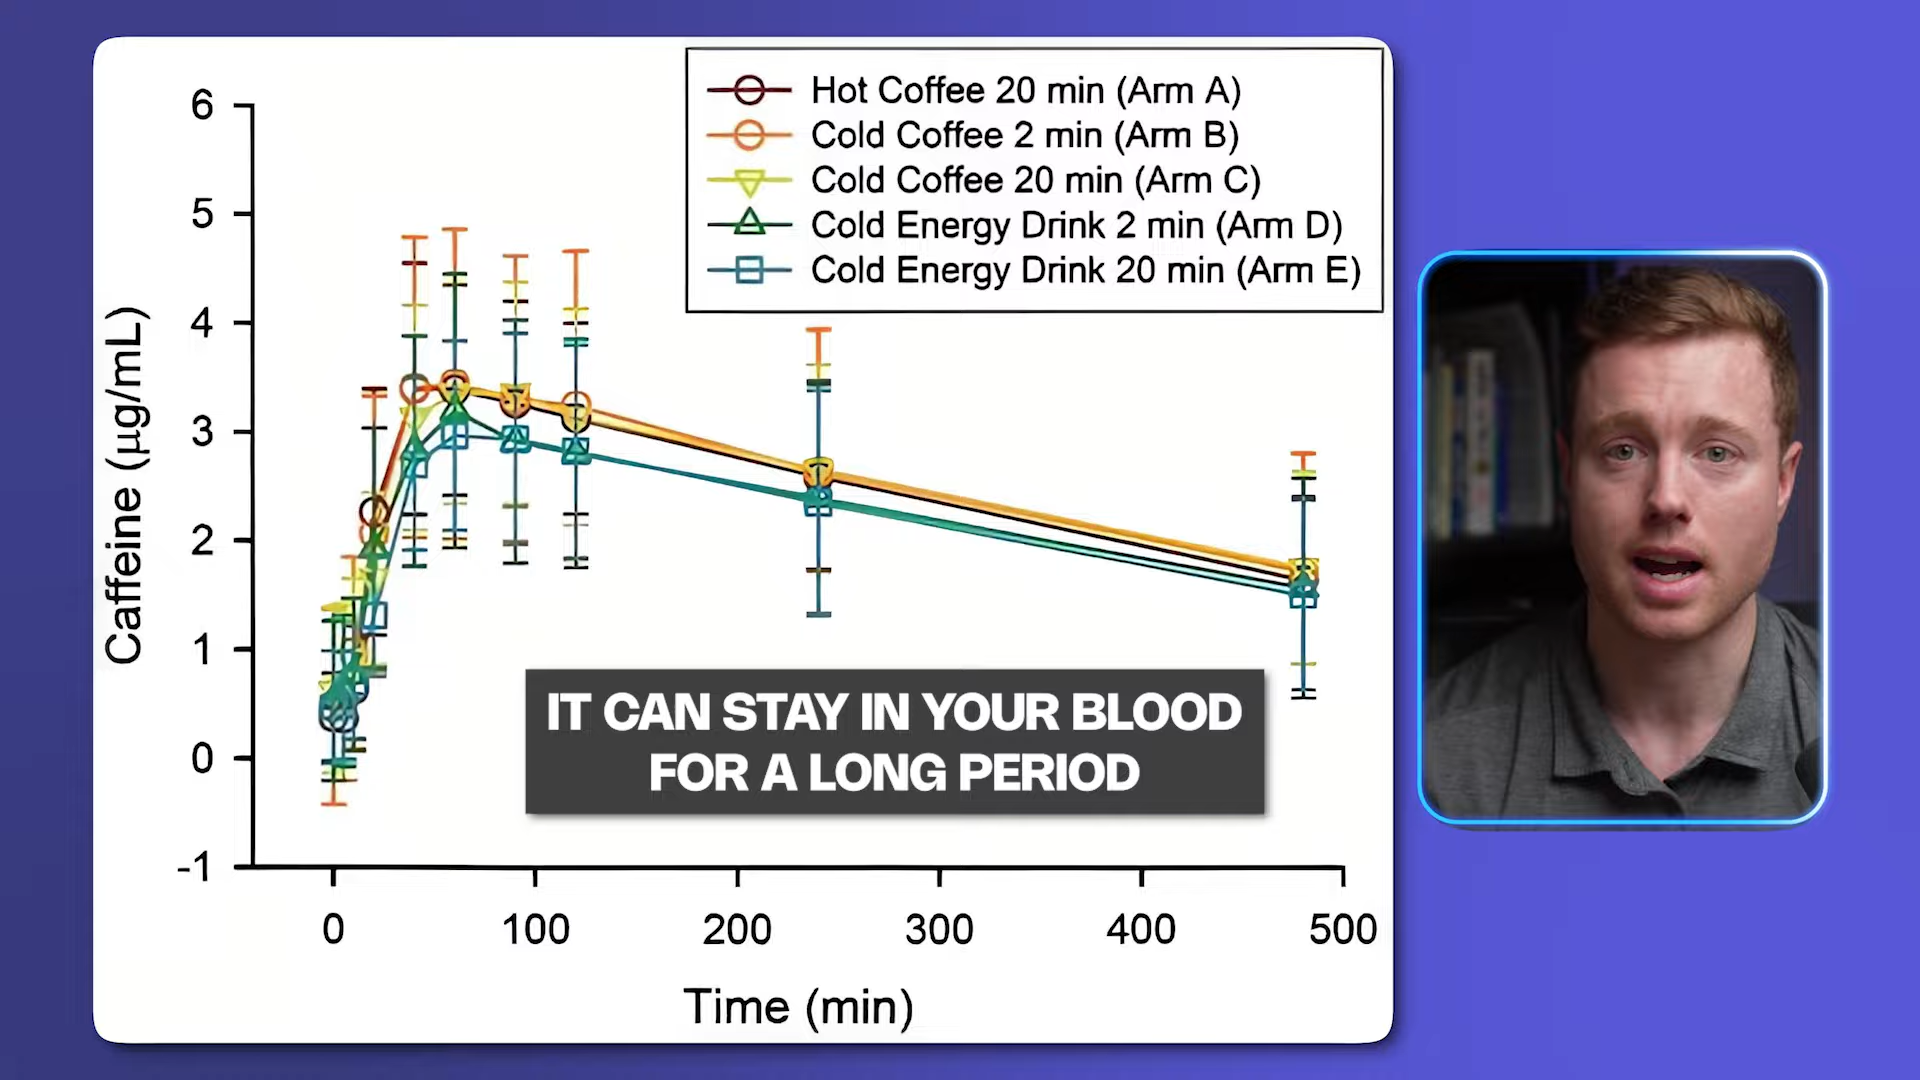 Hot Coffee 20 min (Arm A)
Cold Coffee 2 min (Arm B)
Cold Coffee 20 min (Arm C)
Cold Energy Drink 2 min (Arm D)
Cold Energy Drink 20 min (Arm E)
6
5
4
3
2
1
0
-1
Caffeine (µg/mL)
IT CAN STAY IN YOUR BLOOD
FOR A LONG PERIOD
0 100 200 300 400 500
Time (min)